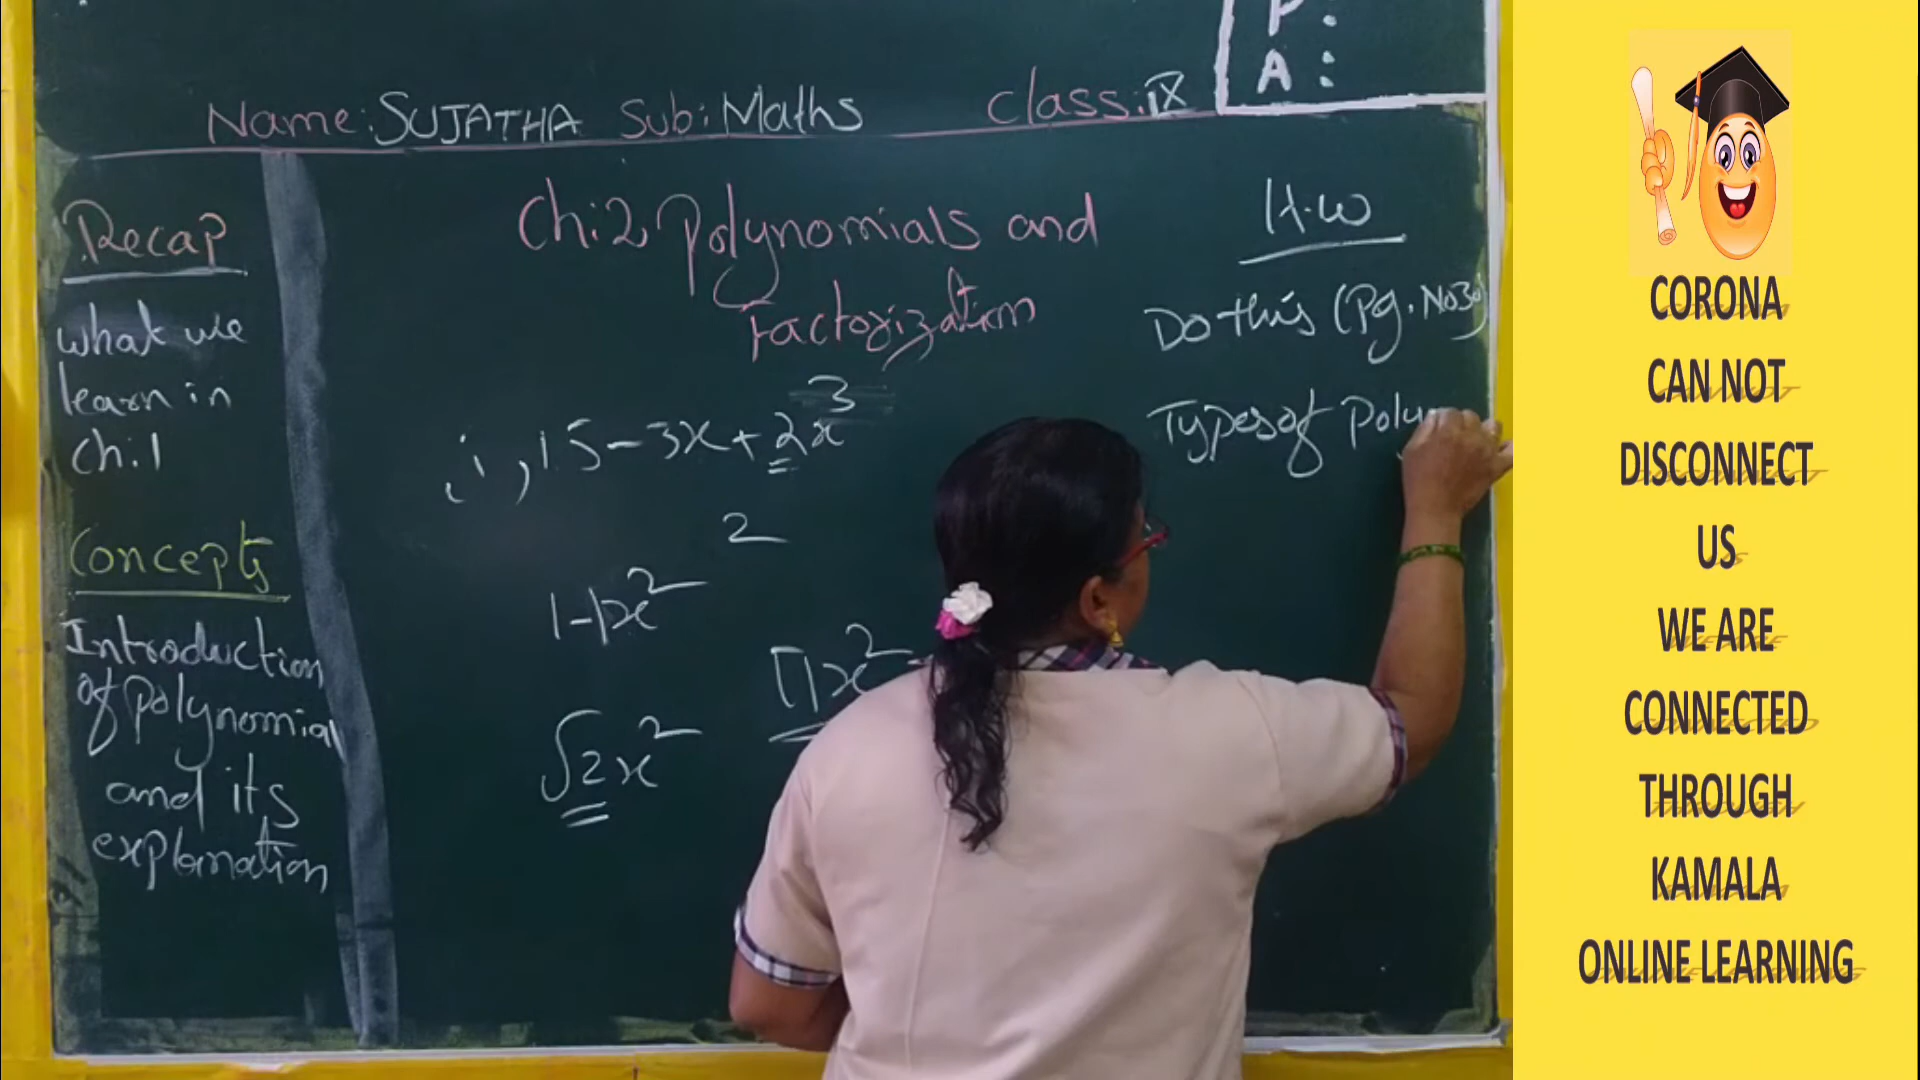 P :
A :
Name: SUJATHA Sub: Maths Class: IX
Recap
what we
learn in
Ch:1
Concepts
Introduction
of polynomial
and its
explanation
Ch:2, Polynomials and
Factorization
i, 15 - 3x + 2x³
2
1-1x²
πx²
√2x²
H.W
Do this (Pg. No 30)
Types of Poly
CORONA
CAN NOT
DISCONNECT
US
WE ARE
CONNECTED
THROUGH
KAMALA
ONLINE LEARNING